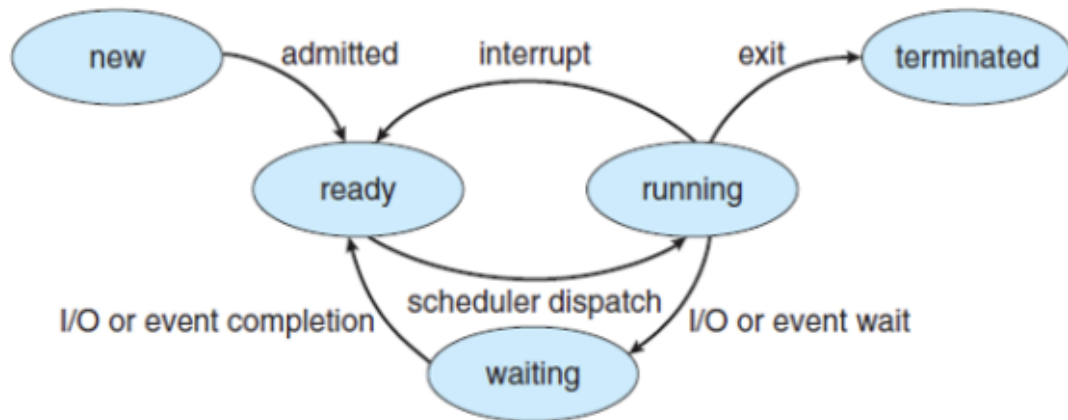 new
admitted
interrupt
exit
terminated
ready
running
I/O or event completion
scheduler dispatch
I/O or event wait
waiting